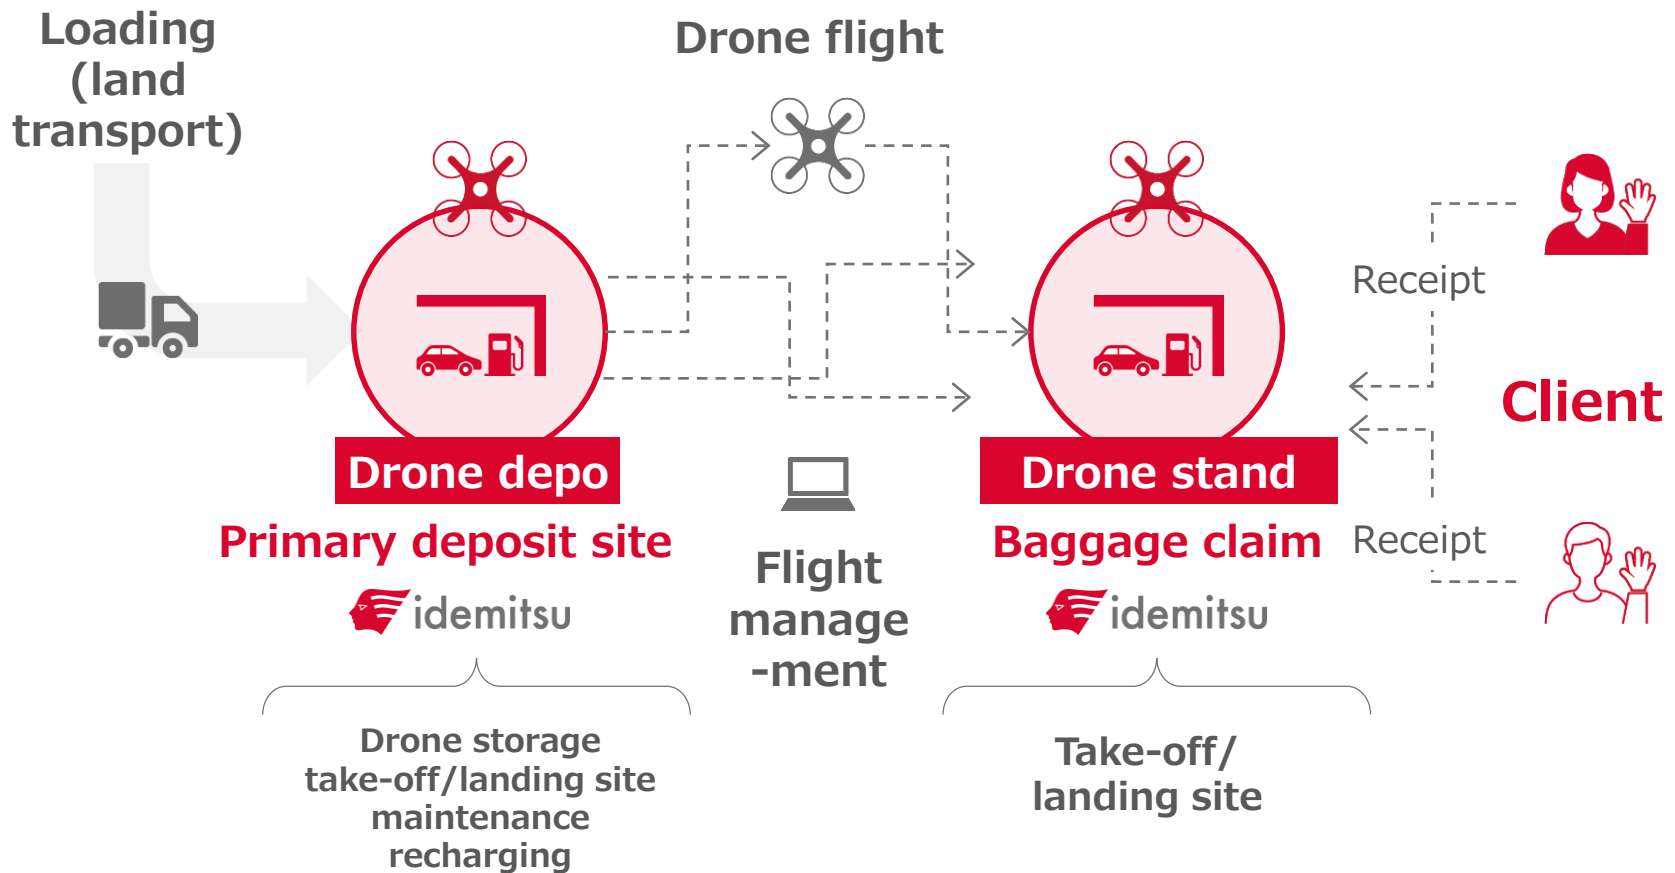 Loading
(land
transport)
Drone flight
Receipt
Client
Drone depo
Drone stand
Primary deposit site
Baggage claim
Receipt
idemitsu
Flight
manage
-ment
idemitsu
Drone storage
take-off/landing site
maintenance
recharging
Take-off/
landing site